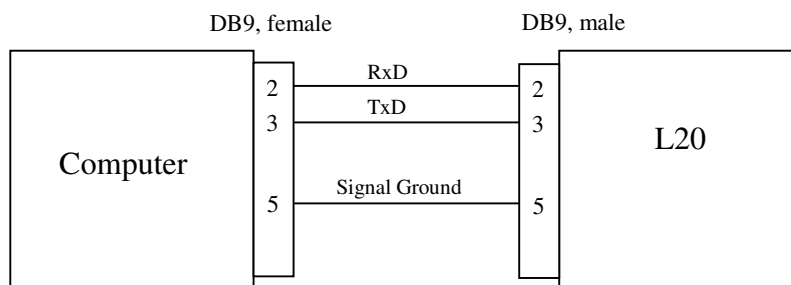 DB9, female
DB9, male
RxD
2
2
TxD
3
3
Computer
L20
Signal Ground
5
5